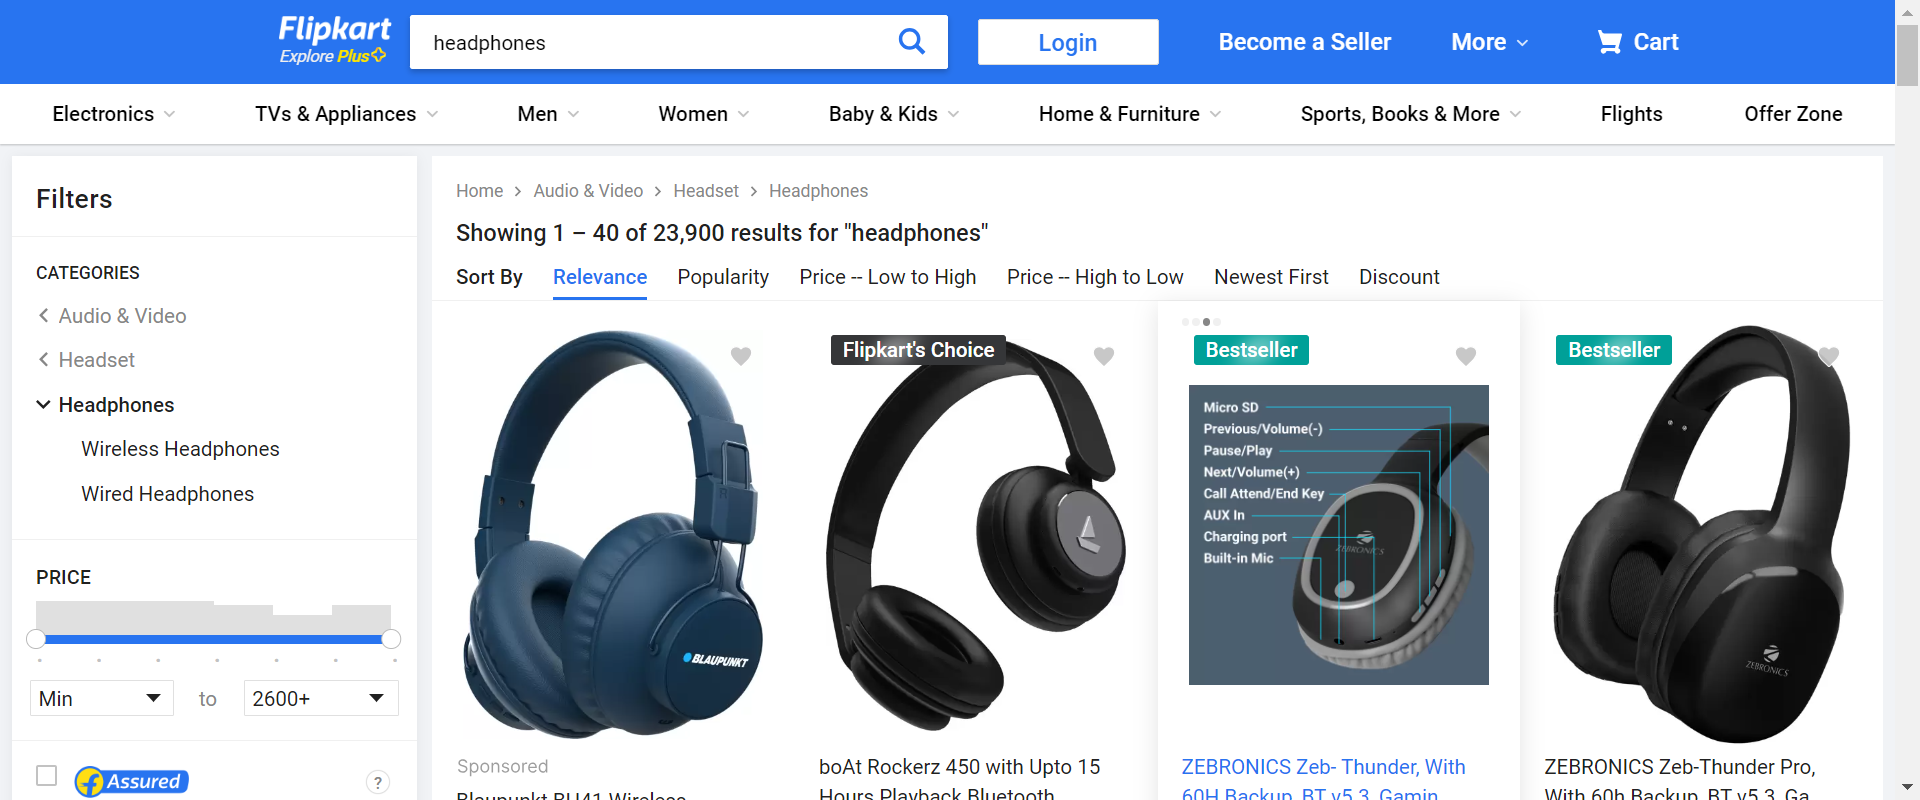 Flipkart
Explore Plus
headphones
Login
Become a Seller
More
Cart
Electronics
TVs & Appliances
Men
Women
Baby & Kids
Home & Furniture
Sports, Books & More
Flights
Offer Zone
Filters
CATEGORIES
Audio & Video
Headset
Headphones
Wireless Headphones
Wired Headphones
PRICE
Min
to
2600+
Assured
?
Home > Audio & Video > Headset > Headphones
Showing 1 – 40 of 23,900 results for "headphones"
Sort By
Relevance
Popularity
Price -- Low to High
Price -- High to Low
Newest First
Discount
R
BLAUPUNKT
Sponsored
Blaupunkt BH41 Wireless
Flipkart's Choice
boAt Rockerz 450 with Upto 15
Hours Playback Bluetooth
Bestseller
Micro SD
Previous/Volume(-)
Pause/Play
Next/Volume(+)
Call Attend/End Key
AUX In
Charging port
Built-in Mic
ZEBRONICS
ZEBRONICS Zeb- Thunder, With
60H Backup, BT v5.3, Gamin
Bestseller
ZEBRONICS
ZEBRONICS Zeb-Thunder Pro,
With 60h Backup, BT v5.3, Ga